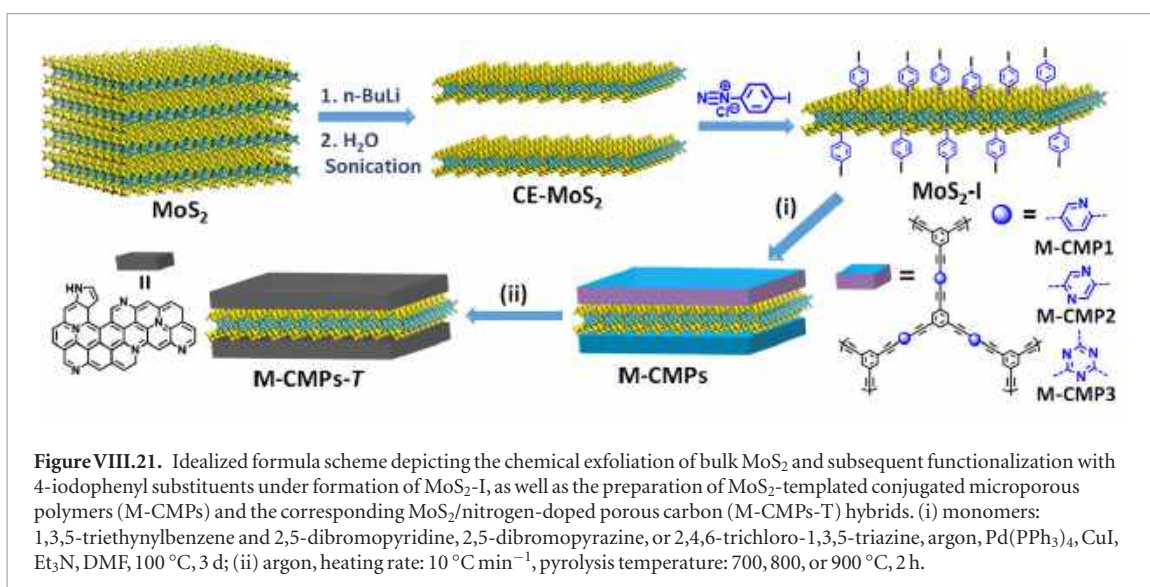 1. n-BuLi
2. H₂O
Sonication
MoS₂
CE-MoS₂
N≡N⊕
Cl⊖
I
I I I I I I
I I I I I I
MoS₂-I
(i)
N
= M-CMP1
N
N
M-CMP2
N N
N
M-CMP3
=
M-CMPs
(ii)
M-CMPs-T
=
HN
N
N
N
N
N
N
Figure VIII.21. Idealized formula scheme depicting the chemical exfoliation of bulk MoS₂ and subsequent functionalization with
4-iodophenyl substituents under formation of MoS₂-I, as well as the preparation of MoS₂-templated conjugated microporous
polymers (M-CMPs) and the corresponding MoS₂/nitrogen-doped porous carbon (M-CMPs-T) hybrids. (i) monomers:
1,3,5-triethynylbenzene and 2,5-dibromopyridine, 2,5-dibromopyrazine, or 2,4,6-trichloro-1,3,5-triazine, argon, Pd(PPh₃)₄, CuI,
Et₃N, DMF, 100 °C, 3 d; (ii) argon, heating rate: 10 °C min⁻¹, pyrolysis temperature: 700, 800, or 900 °C, 2 h.